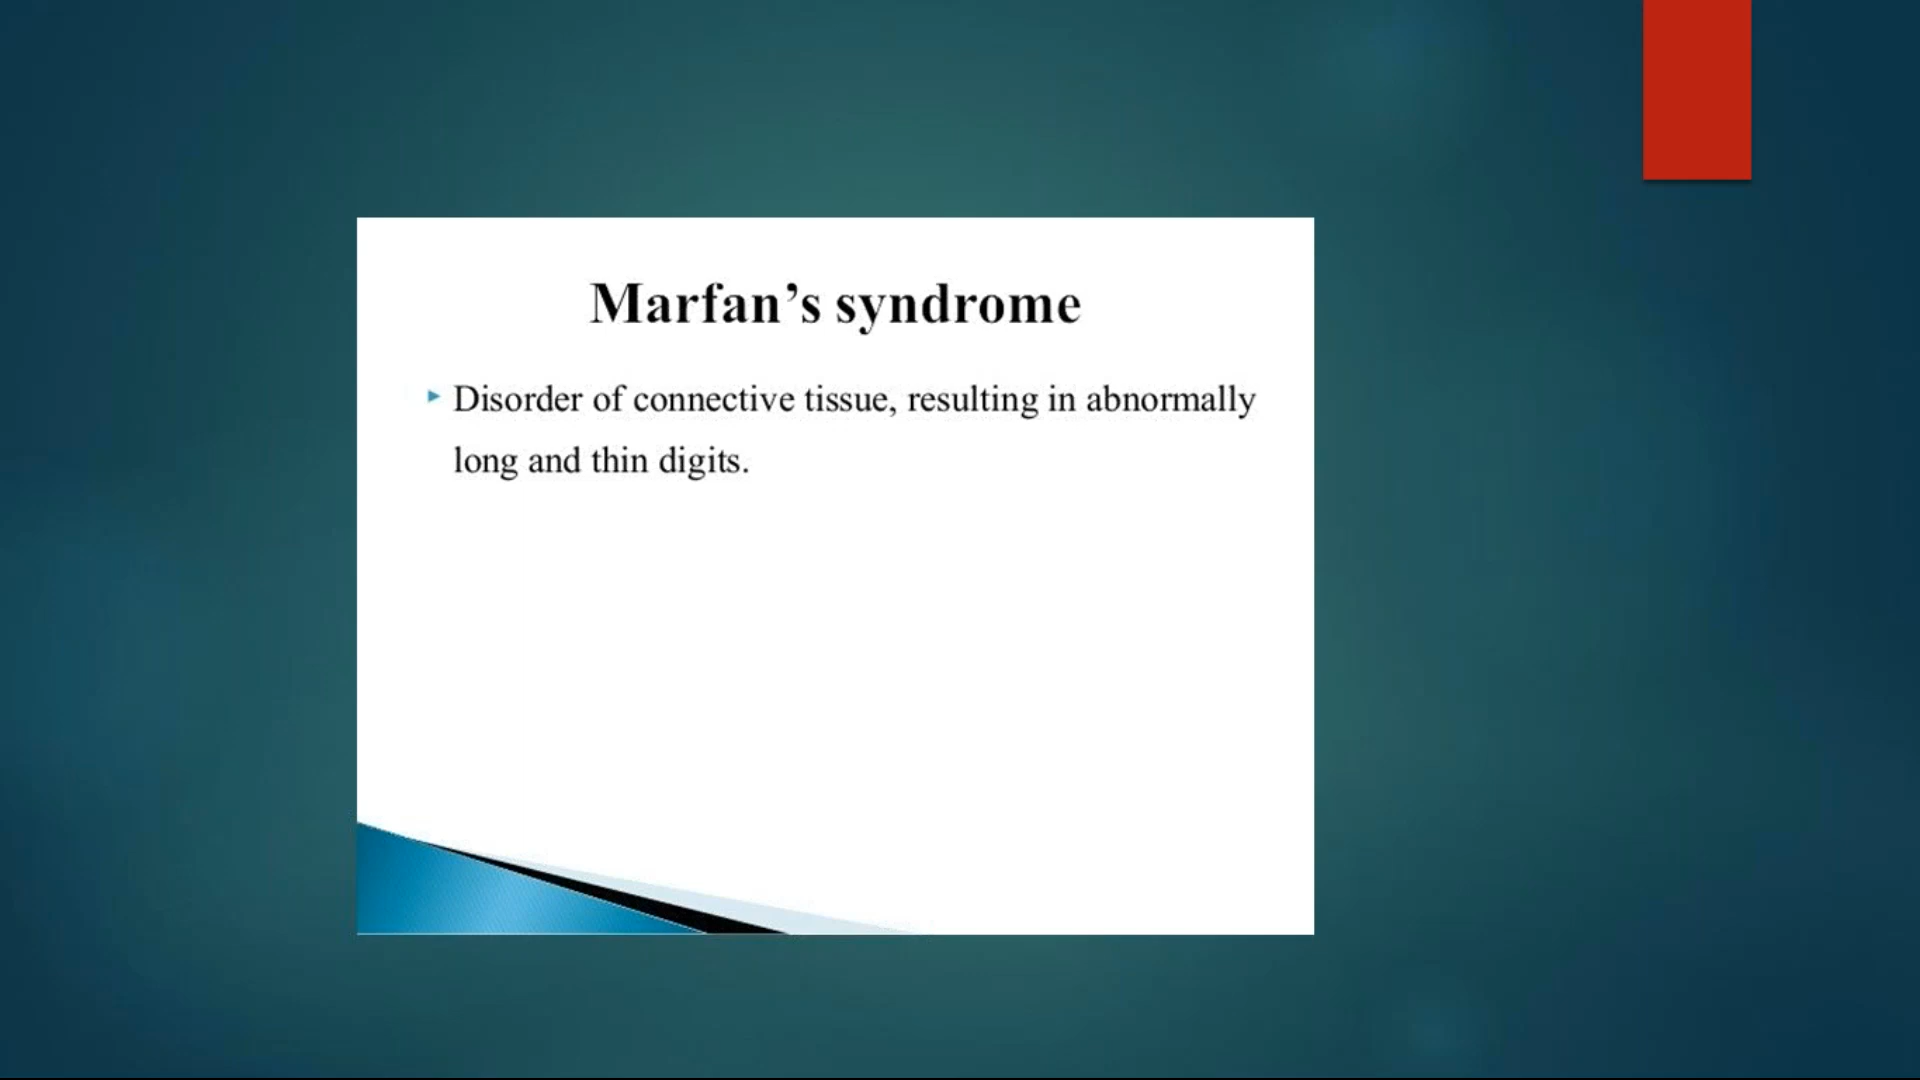 Marfan’s syndrome
Disorder of connective tissue, resulting in abnormally
long and thin digits.